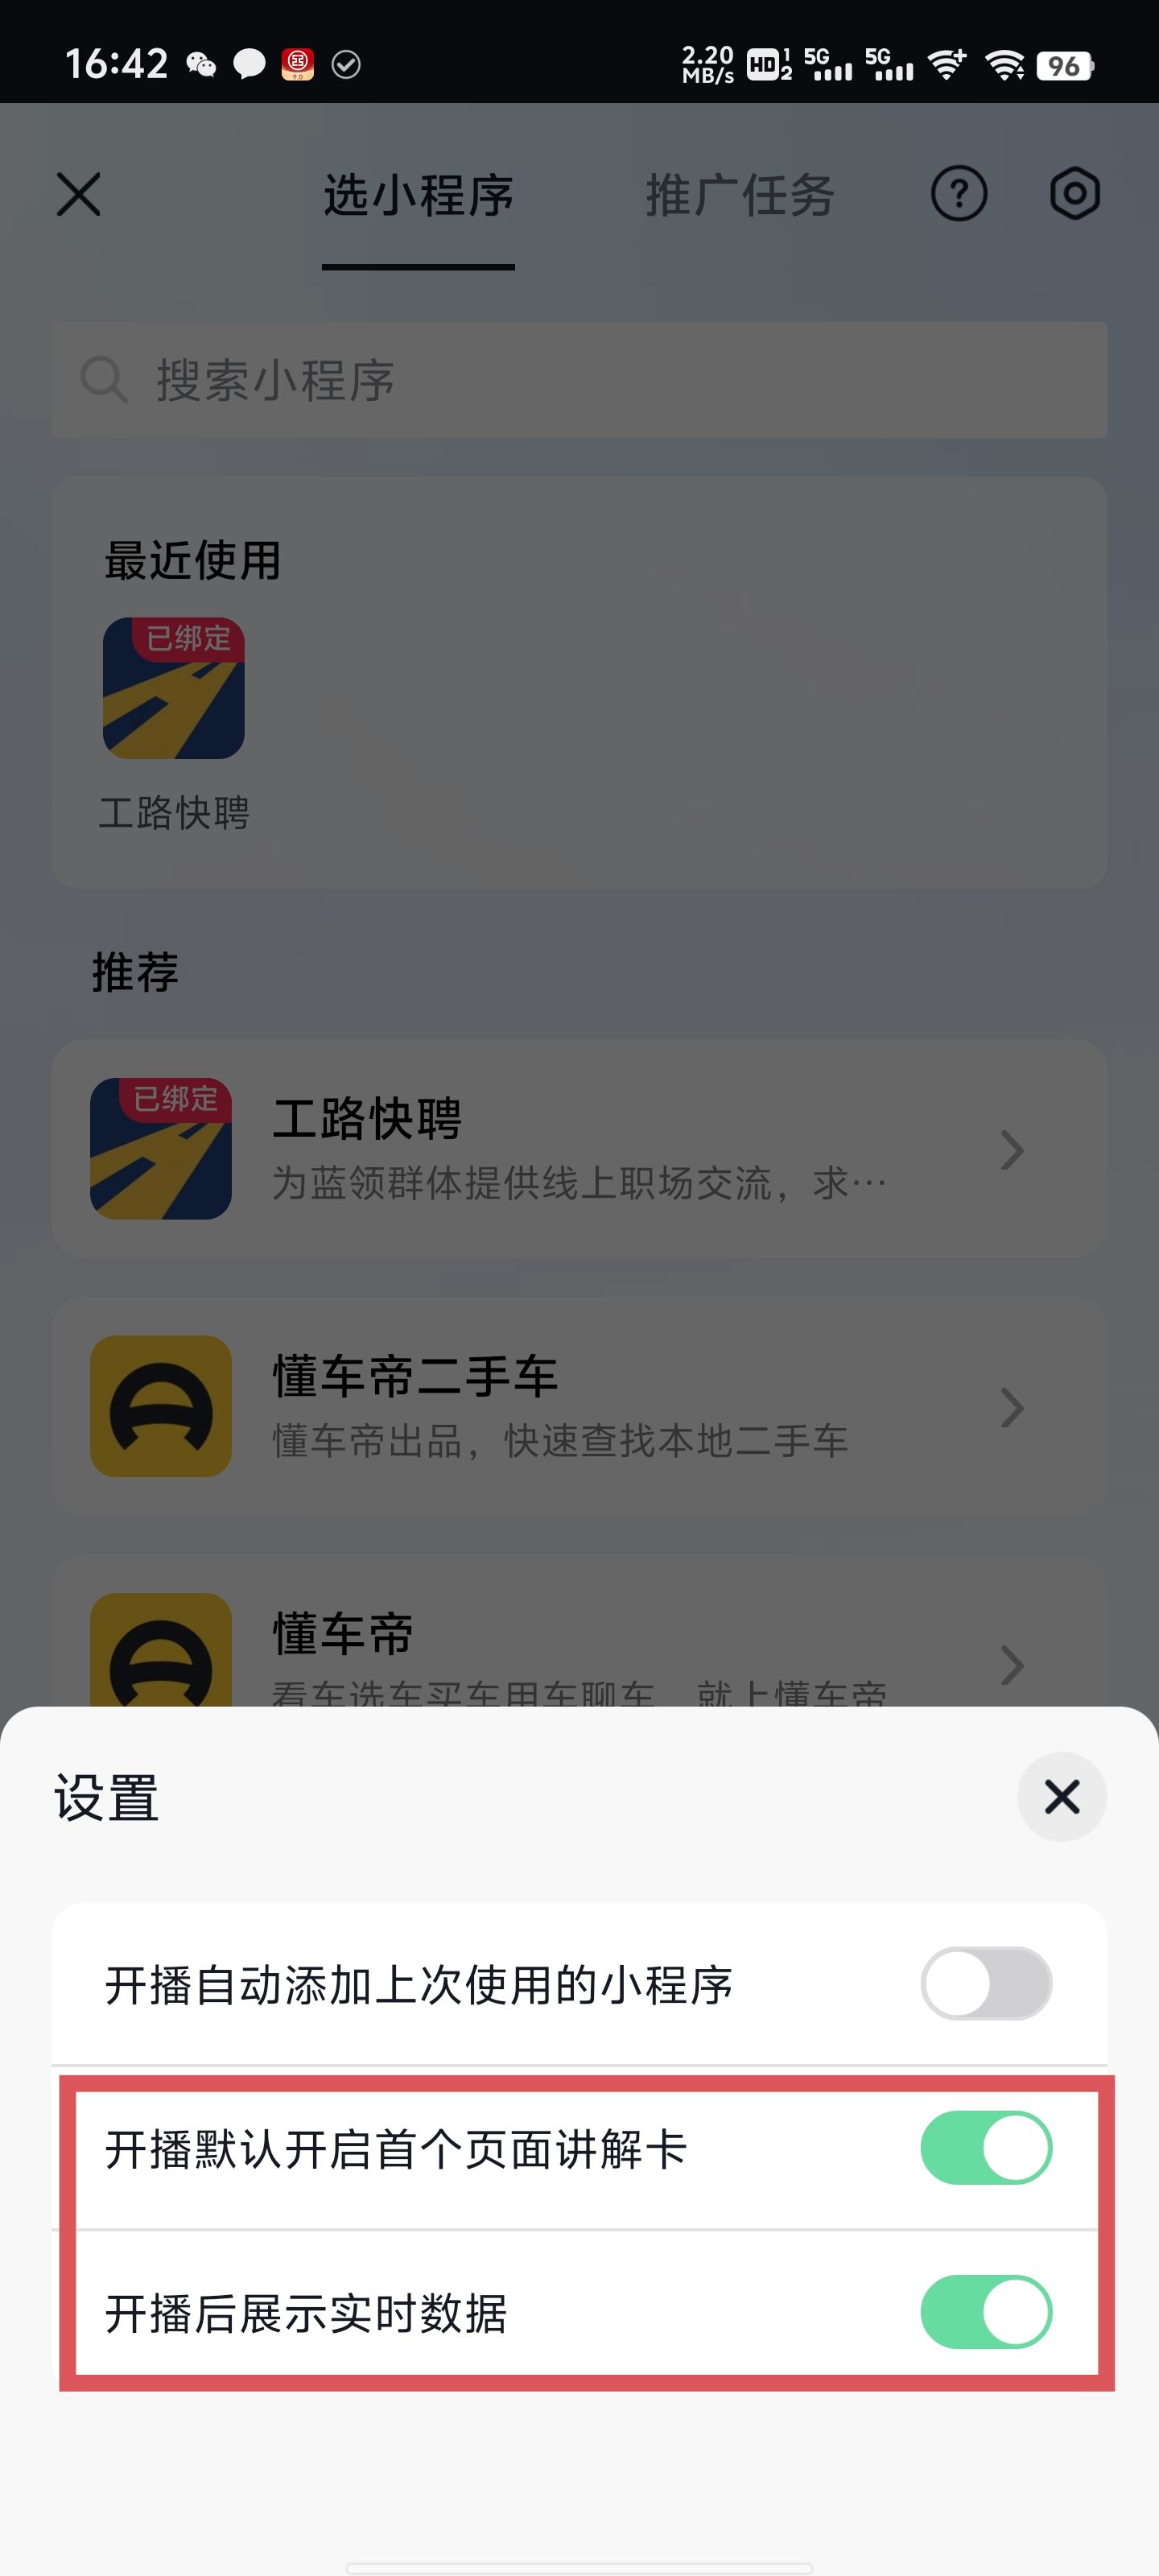 16:42
2.20 MB/s HD 1 2 5G 5G 96
选小程序 推广任务
搜索小程序
最近使用
已绑定
工路快聘
推荐
已绑定
工路快聘
为蓝领群体提供线上职场交流，求…
懂车帝二手车
懂车帝出品，快速查找本地二手车
懂车帝
看车选车买车用车聊车 就上懂车帝
设置
开播自动添加上次使用的小程序
开播默认开启首个页面讲解卡
开播后展示实时数据